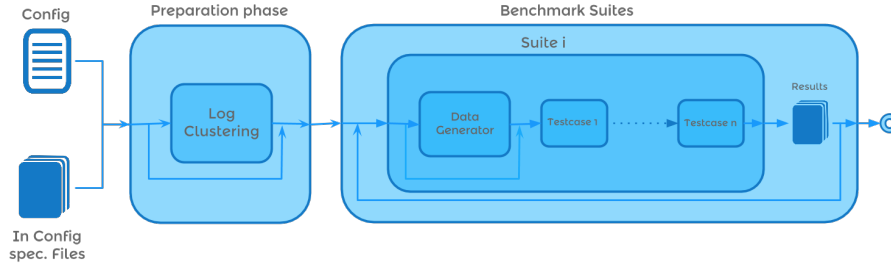 Config
Preparation phase
Benchmark Suites
Suite i
Log
Clustering
Data
Generator
Testcase 1
Testcase n
Results
In Config
spec. Files